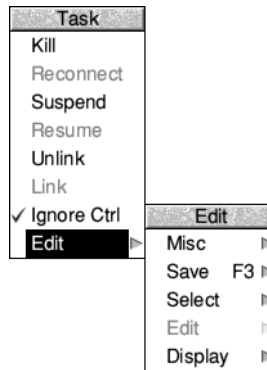 Task
Kill
Reconnect
Suspend
Resume
Unlink
Link
Ignore Ctrl
Edit
Edit
Misc
Save F3
Select
Edit
Display